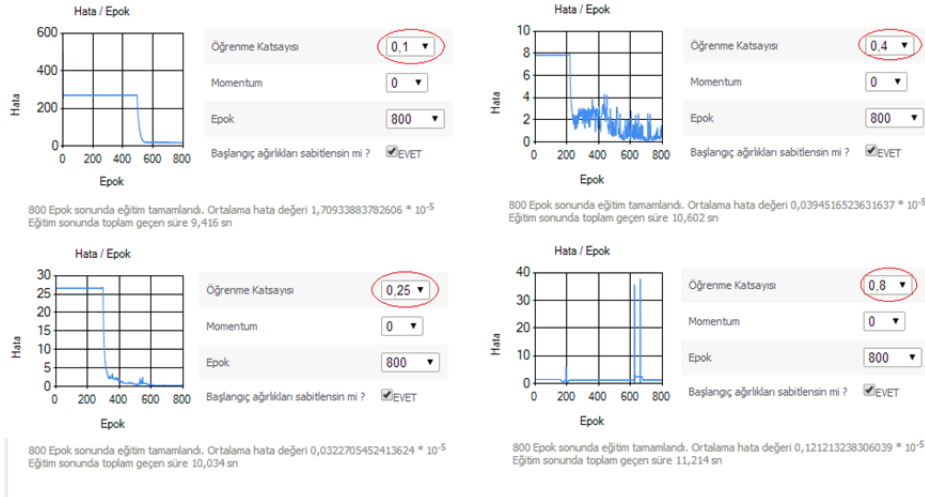 Hata / Epok
600
400
200
0
Hata
0 200 400 600 800
Epok
Öğrenme Katsayısı 0,1
Momentum 0
Epok 800
Başlangıç ağırlıkları sabitlensin mi ? EVET
800 Epok sonunda eğitim tamamlandı. Ortalama hata değeri 1,70933883782606 * 10-5
Eğitim sonunda toplam geçen süre 9,416 sn
Hata / Epok
10
8
6
4
2
0
Hata
0 200 400 600 800
Epok
Öğrenme Katsayısı 0,4
Momentum 0
Epok 800
Başlangıç ağırlıkları sabitlensin mi ? EVET
800 Epok sonunda eğitim tamamlandı. Ortalama hata değeri 0,0394516523631637 * 10-5
Eğitim sonunda toplam geçen süre 10,602 sn
Hata / Epok
30
25
20
15
10
5
0
Hata
0 200 400 600 800
Epok
Öğrenme Katsayısı 0,25
Momentum 0
Epok 800
Başlangıç ağırlıkları sabitlensin mi ? EVET
800 Epok sonunda eğitim tamamlandı. Ortalama hata değeri 0,0322705452413624 * 10-5
Eğitim sonunda toplam geçen süre 10,034 sn
Hata / Epok
40
30
20
10
0
Hata
0 200 400 600 800
Epok
Öğrenme Katsayısı 0,8
Momentum 0
Epok 800
Başlangıç ağırlıkları sabitlensin mi ? EVET
800 Epok sonunda eğitim tamamlandı. Ortalama hata değeri 0,121213238306039 * 10-5
Eğitim sonunda toplam geçen süre 11,214 sn